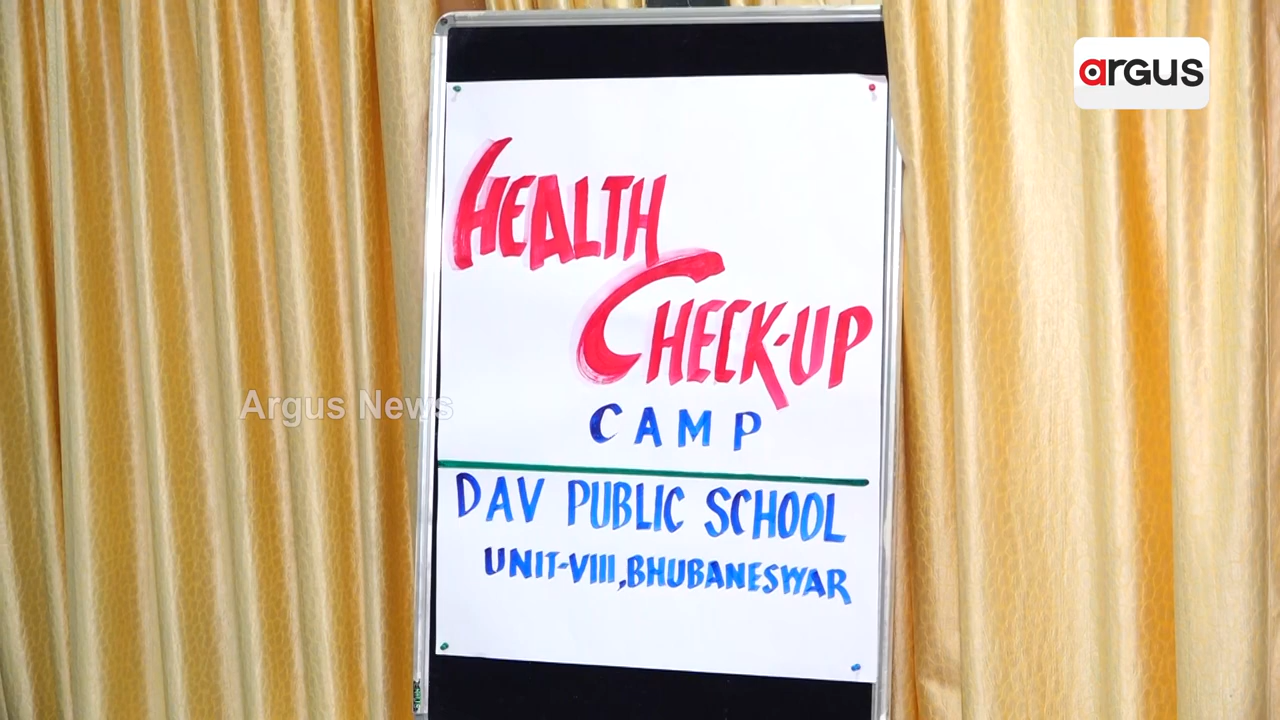 argus
HEALTH
CHECK-UP
Argus News
CAMP
DAV PUBLIC SCHOOL
UNIT-VIII, BHUBANESWAR